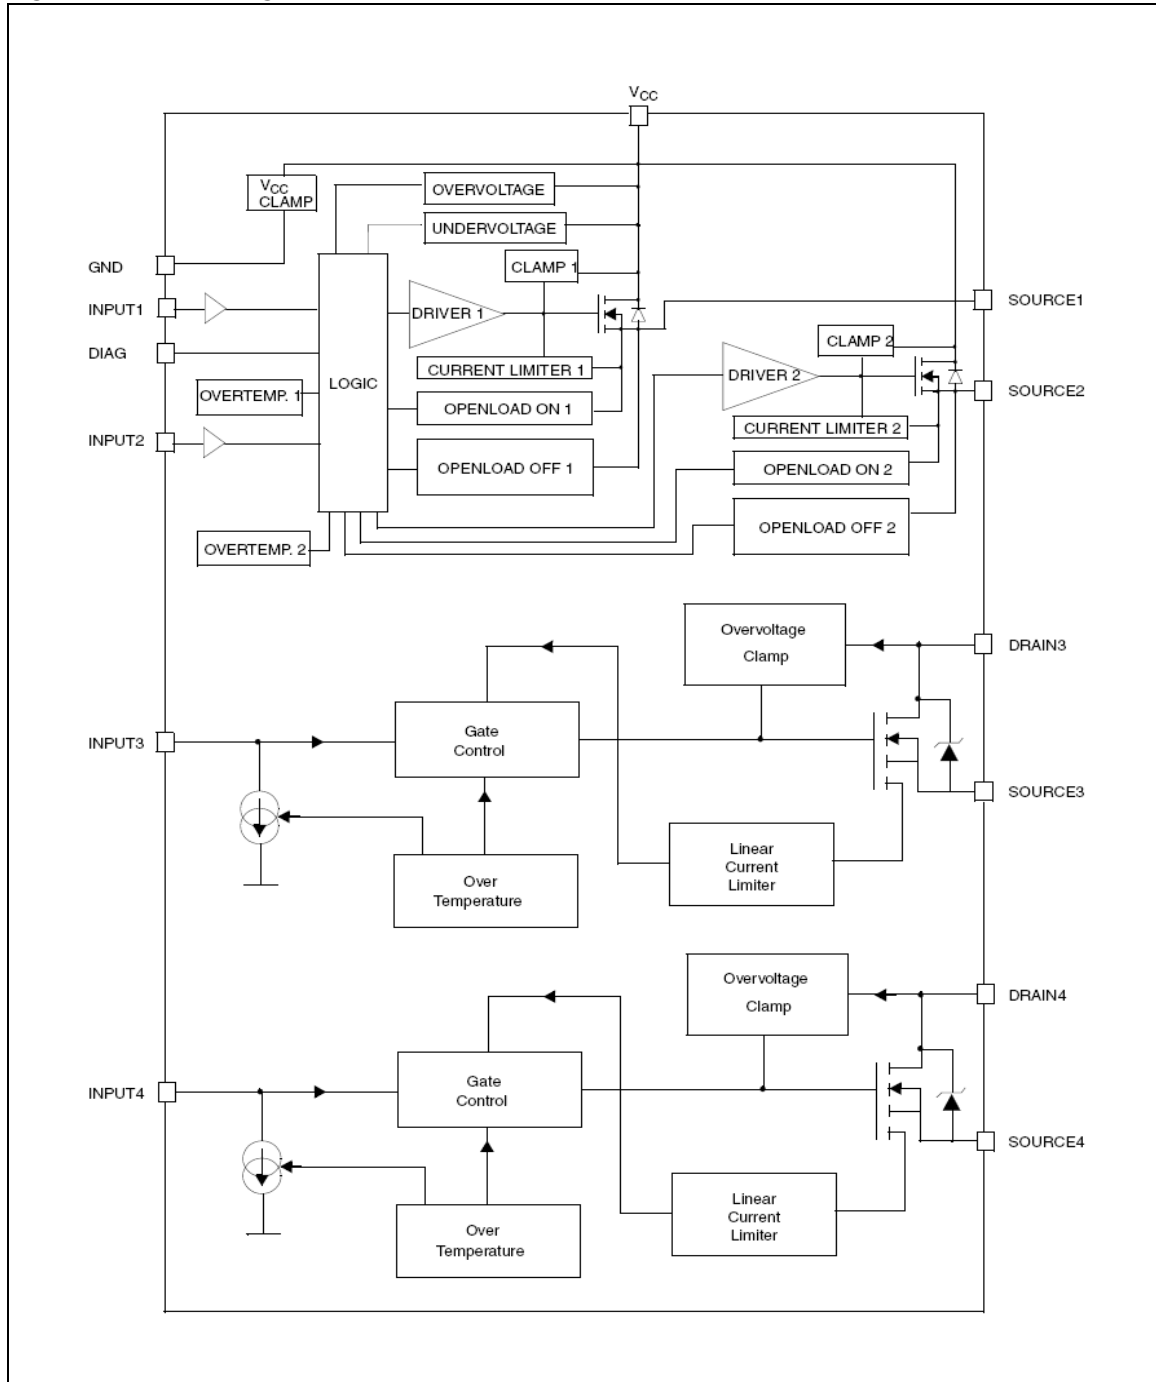 VCC
VCC
CLAMP
OVERVOLTAGE
UNDERVOLTAGE
GND
CLAMP 1
INPUT1
DRIVER 1
SOURCE1
DIAG
LOGIC
CURRENT LIMITER 1
CLAMP 2
DRIVER 2
OVERTEMP. 1
OPENLOAD ON 1
SOURCE2
INPUT2
CURRENT LIMITER 2
OPENLOAD OFF 1
OPENLOAD ON 2
OPENLOAD OFF 2
OVERTEMP. 2
Overvoltage
Clamp
DRAIN3
INPUT3
Gate
Control
SOURCE3
Over
Temperature
Linear
Current
Limiter
Overvoltage
Clamp
DRAIN4
INPUT4
Gate
Control
SOURCE4
Over
Temperature
Linear
Current
Limiter